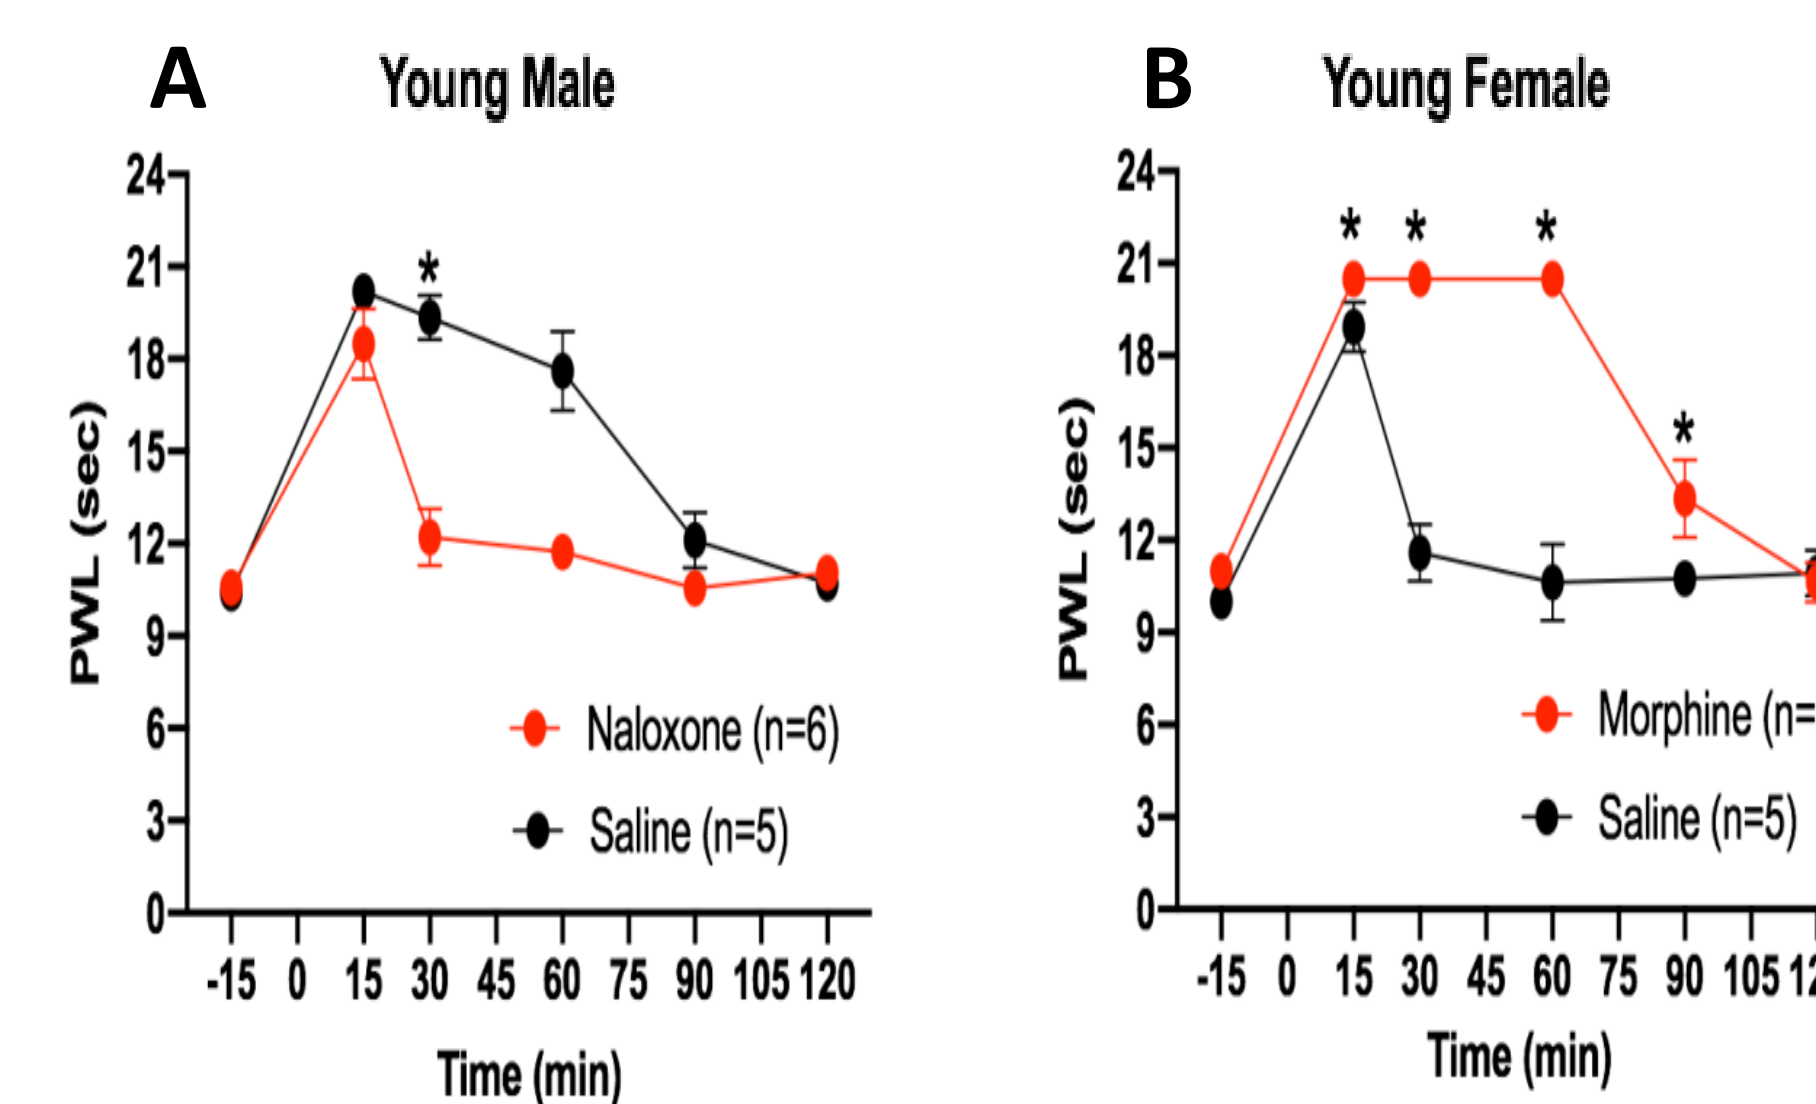 A
Young Male
24
21
18
15
12
9
6
3
0
PWL (sec)
*
Naloxone (n=6)
Saline (n=5)
-15 0 15 30 45 60 75 90 105 120
Time (min)
B
Young Female
24
21
18
15
12
9
6
3
0
PWL (sec)
* * *
*
Morphine (n=
Saline (n=5)
-15 0 15 30 45 60 75 90 105
Time (min)